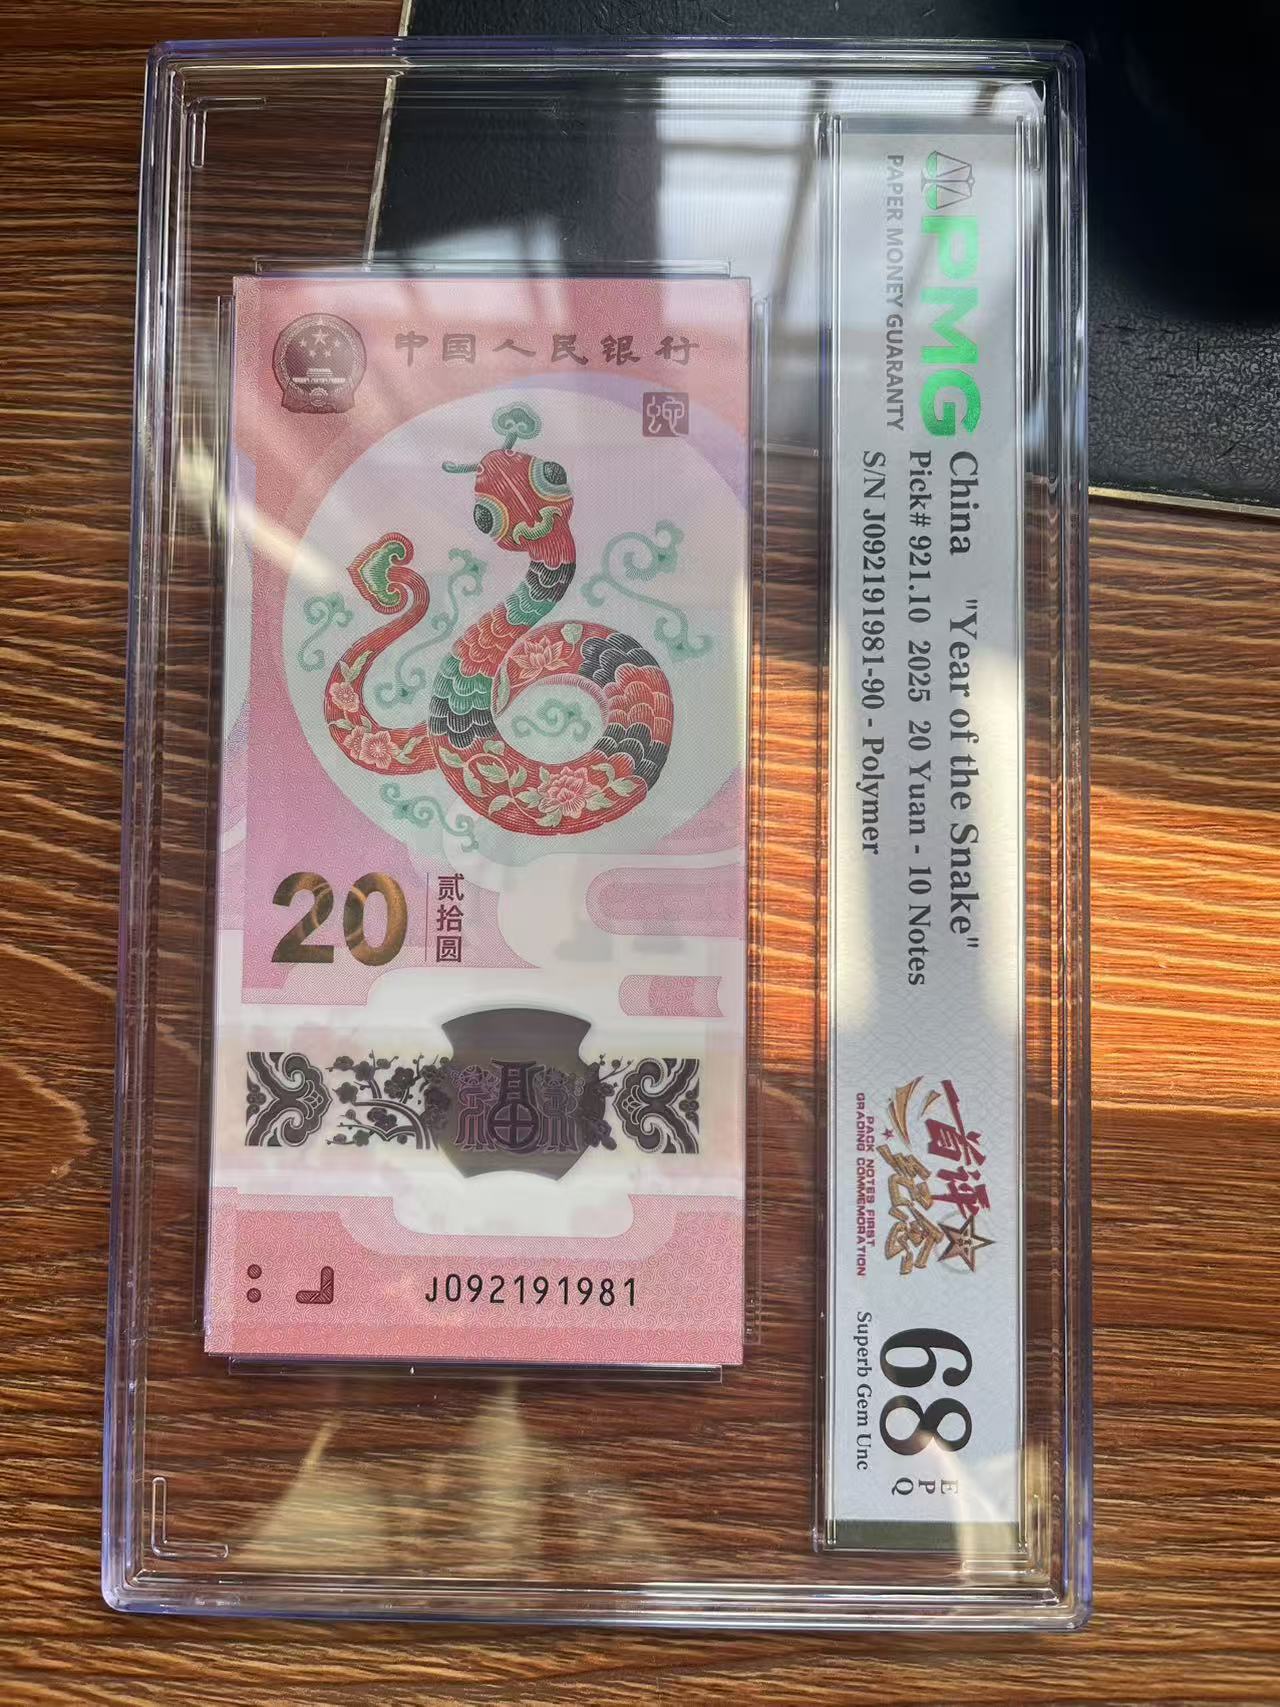 中国人民银行
蛇
20
贰拾圆
福
J092191981
PMG
PAPER MONEY GUARANTY
China "Year of the Snake"
Pick# 921.10 2025 20 Yuan - 10 Notes
S/N J092191981-90 - Polymer
首评
纪念
PACK NOTES FIRST
GRADING COMMEMORATION
68
EPQ
Superb Gem Unc